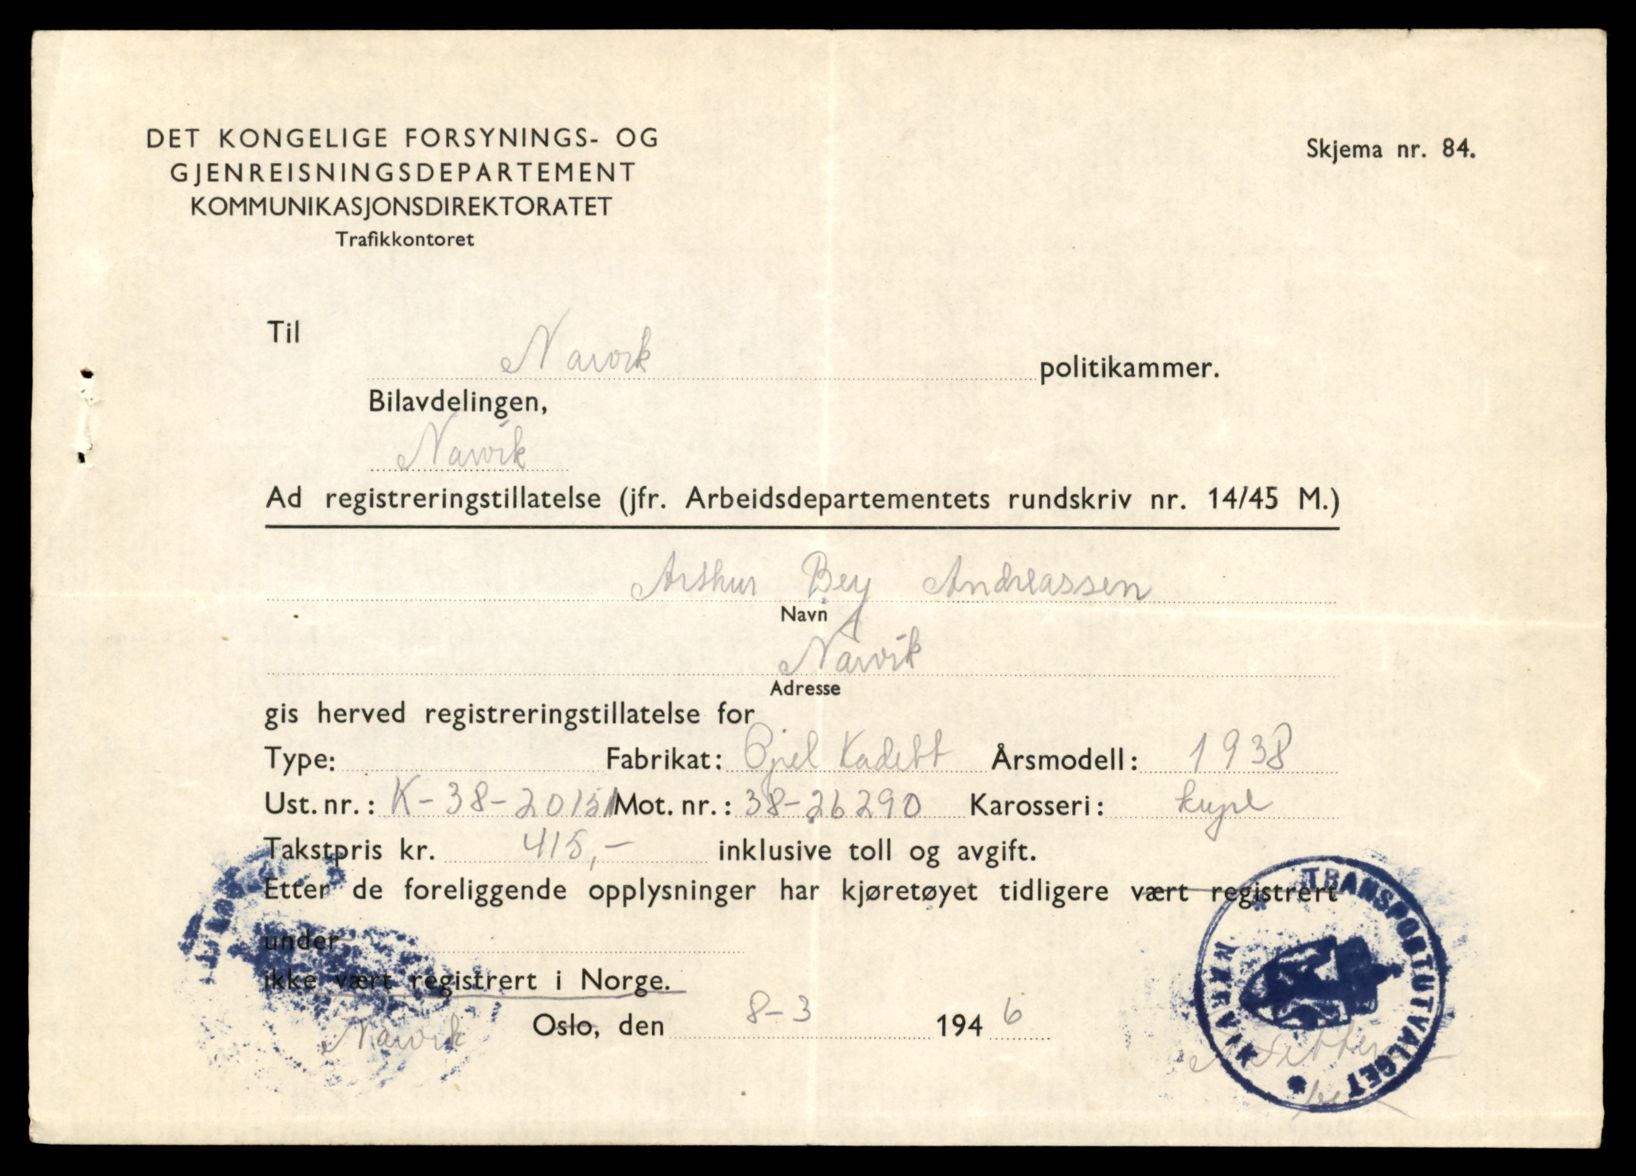 DET KONGELIGE FORSYNINGS- OG
GJENREISNINGSDEPARTEMENT
KOMMUNIKASJONSDIREKTORATET
Trafikkontoret
Skjema nr. 84.
Til
Narvik politikammer.
Bilavdelingen,
Narvik
Ad registreringstillatelse (jfr. Arbeidsdepartementets rundskriv nr. 14/45 M.)
Arthur Bey Andreassen
Navn
Narvik
Adresse
gis herved registreringstillatelse for
Type: Fabrikat: Opel Kadett Årsmodell: 1938
Ust. nr.: K-38-20151 Mot. nr.: 38-26290 Karosseri: kupe
Takstpris kr. 415,- inklusive toll og avgift.
Etter de foreliggende opplysninger har kjøretøyet tidligere vært registrert
under
ikke vært registrert i Norge.
Narvik Oslo, den 8-3 1946
TRANSPORTUTVALGET
NARVIK